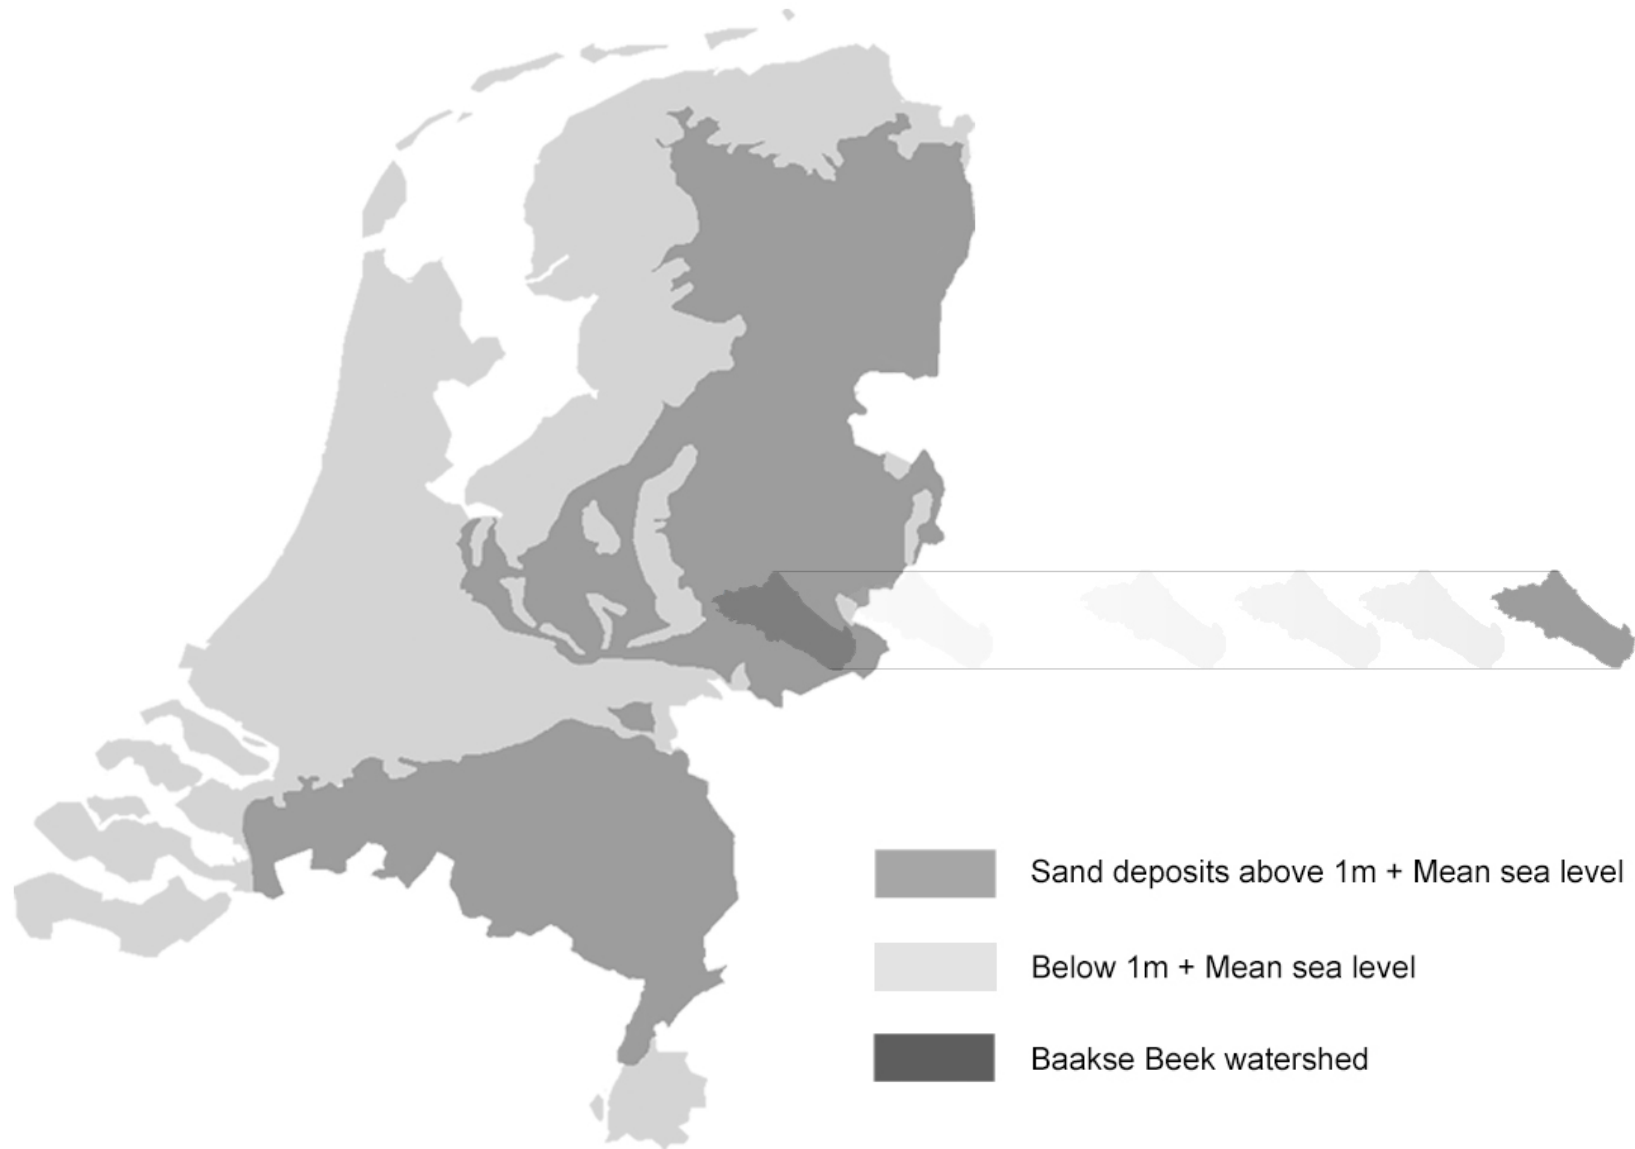 Sand deposits above 1m + Mean sea level
Below 1m + Mean sea level
Baakse Beek watershed